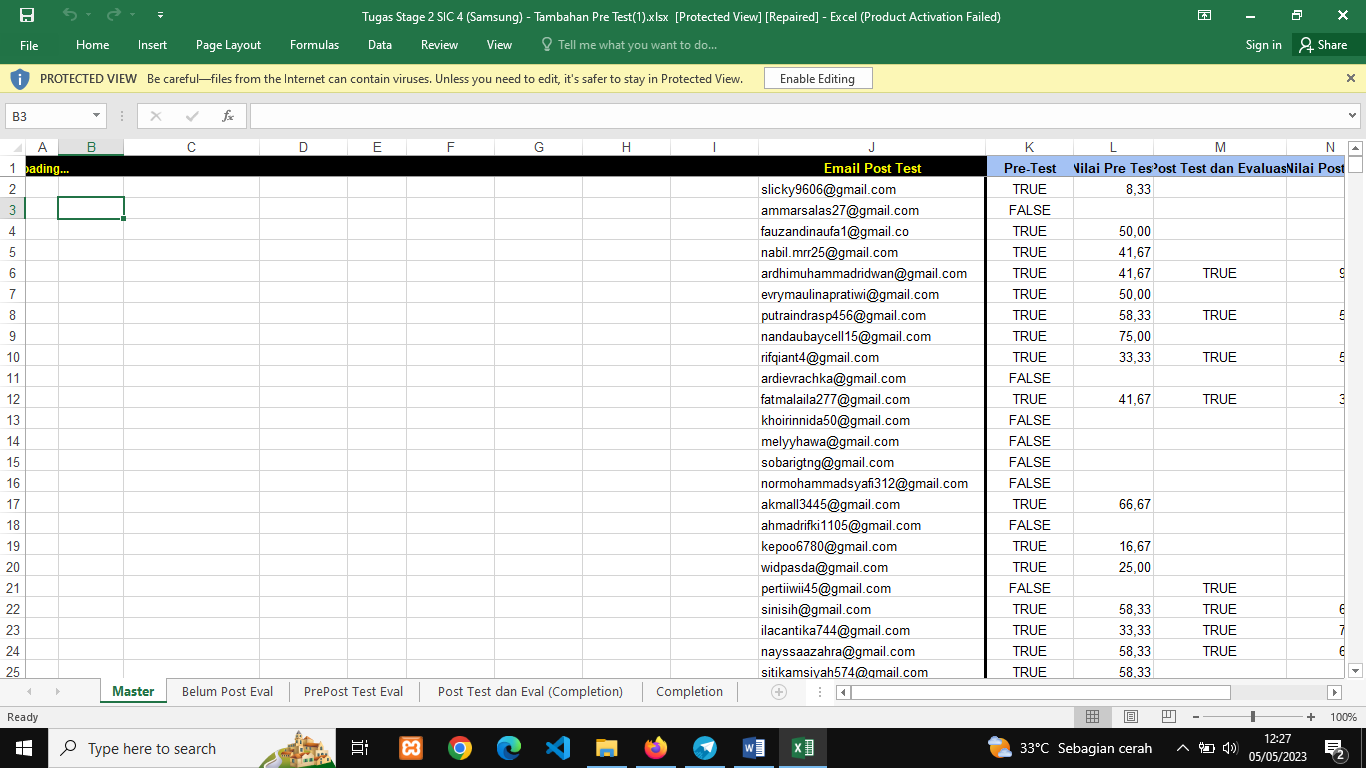 Tugas Stage 2 SIC 4 (Samsung) - Tambahan Pre Test(1).xlsx [Protected View] [Repaired] - Excel (Product Activation Failed)
File Home Insert Page Layout Formulas Data Review View Tell me what you want to do... Sign in Share
PROTECTED VIEW Be careful—files from the Internet can contain viruses. Unless you need to edit, it's safer to stay in Protected View. Enable Editing
B3 fx
A B C D E F G H I J K L M N
1 oading... Email Post Test Pre-Test Nilai Pre Tes Post Test dan Evaluas Nilai Post
2 slicky9606@gmail.com TRUE 8,33
3 ammarsalas27@gmail.com FALSE
4 fauzandinaufa1@gmail.co TRUE 50,00
5 nabil.mrr25@gmail.com TRUE 41,67
6 ardhimuhammadridwan@gmail.com TRUE 41,67 TRUE 9
7 evrymaulinapratiwi@gmail.com TRUE 50,00
8 putraindrasp456@gmail.com TRUE 58,33 TRUE 5
9 nandaubaycell15@gmail.com TRUE 75,00
10 rifqiant4@gmail.com TRUE 33,33 TRUE 5
11 ardievrachka@gmail.com FALSE
12 fatmalaila277@gmail.com TRUE 41,67 TRUE 3
13 khoirinnida50@gmail.com FALSE
14 melyyhawa@gmail.com FALSE
15 sobarigtng@gmail.com FALSE
16 normohammadsyafi312@gmail.com FALSE
17 akmall3445@gmail.com TRUE 66,67
18 ahmadrifki1105@gmail.com FALSE
19 kepoo6780@gmail.com TRUE 16,67
20 widpasda@gmail.com TRUE 25,00
21 pertiiwii45@gmail.com FALSE TRUE
22 sinisih@gmail.com TRUE 58,33 TRUE 6
23 ilacantika744@gmail.com TRUE 33,33 TRUE 7
24 nayssaazahra@gmail.com TRUE 58,33 TRUE 6
25 sitikamsiyah574@gmail.com TRUE 58,33
Master Belum Post Eval PrePost Test Eval Post Test dan Eval (Completion) Completion
Ready 100%
Type here to search 33°C Sebagian cerah 12:27
05/05/2023 2